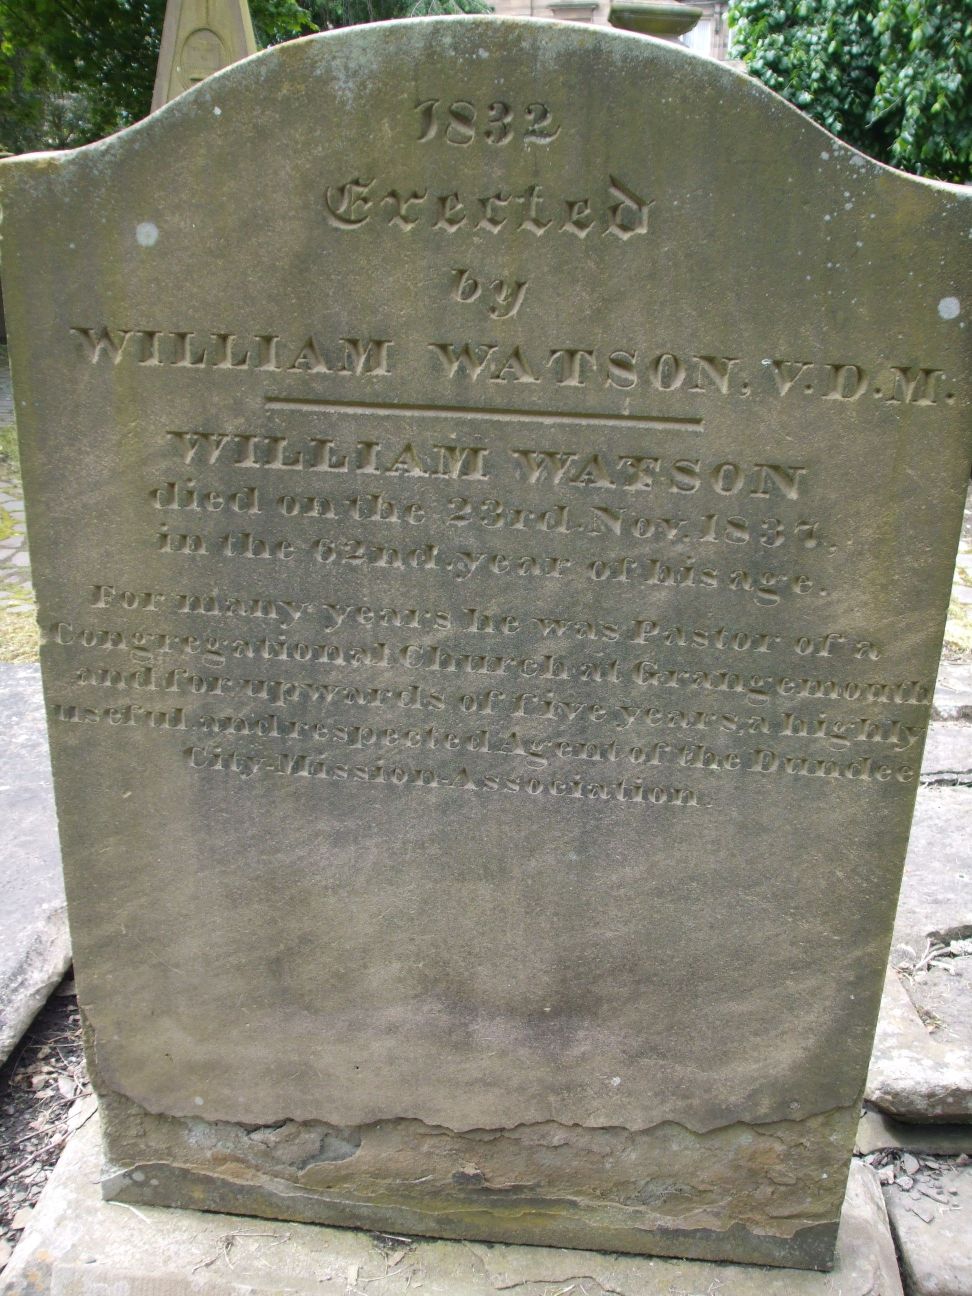 1832
Erected
by
WILLIAM WATSON, V.D.M.
WILLIAM WATSON
died on the 23rd. Nov. 1837,
in the 62nd. year of his age.
For many years he was Pastor of a
Congregational Church at Grangemouth
and for upwards of five years a highly
useful and respected Agent of the Dundee
City-Mission-Association.